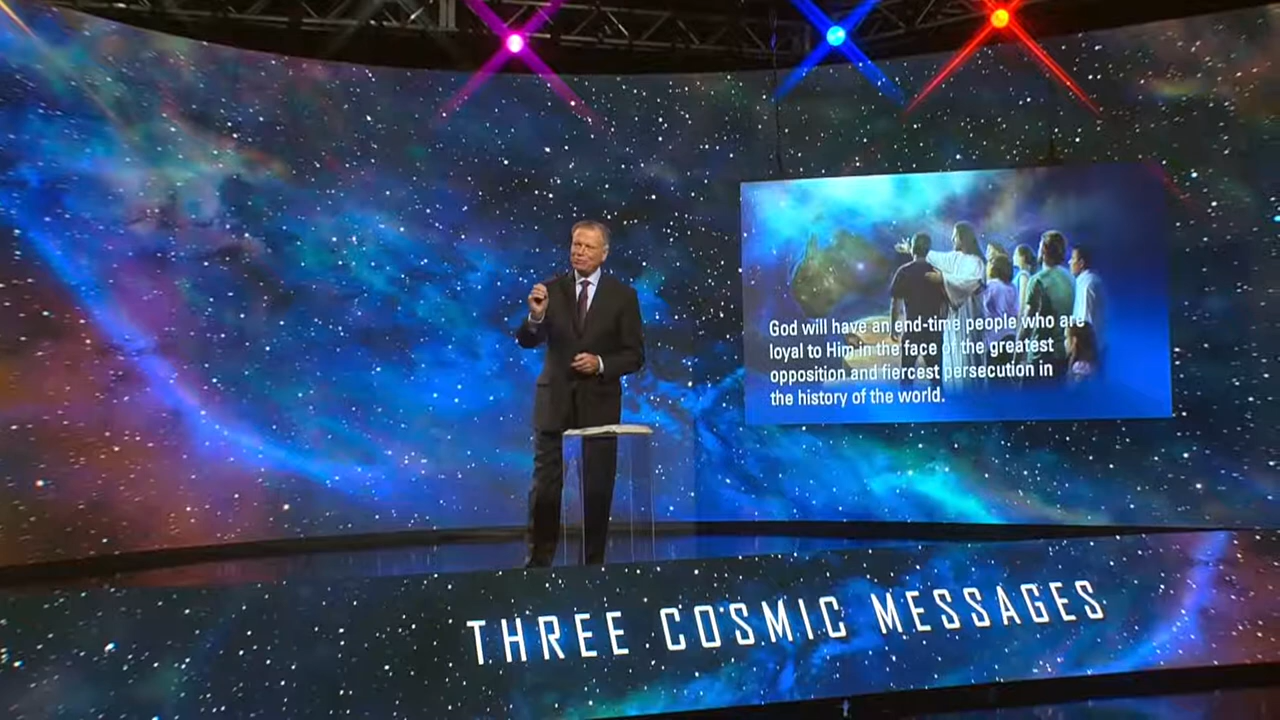 God will have an end-time people who are
loyal to Him in the face of the greatest
opposition and fiercest persecution in
the history of the world.
THREE COSMIC MESSAGES